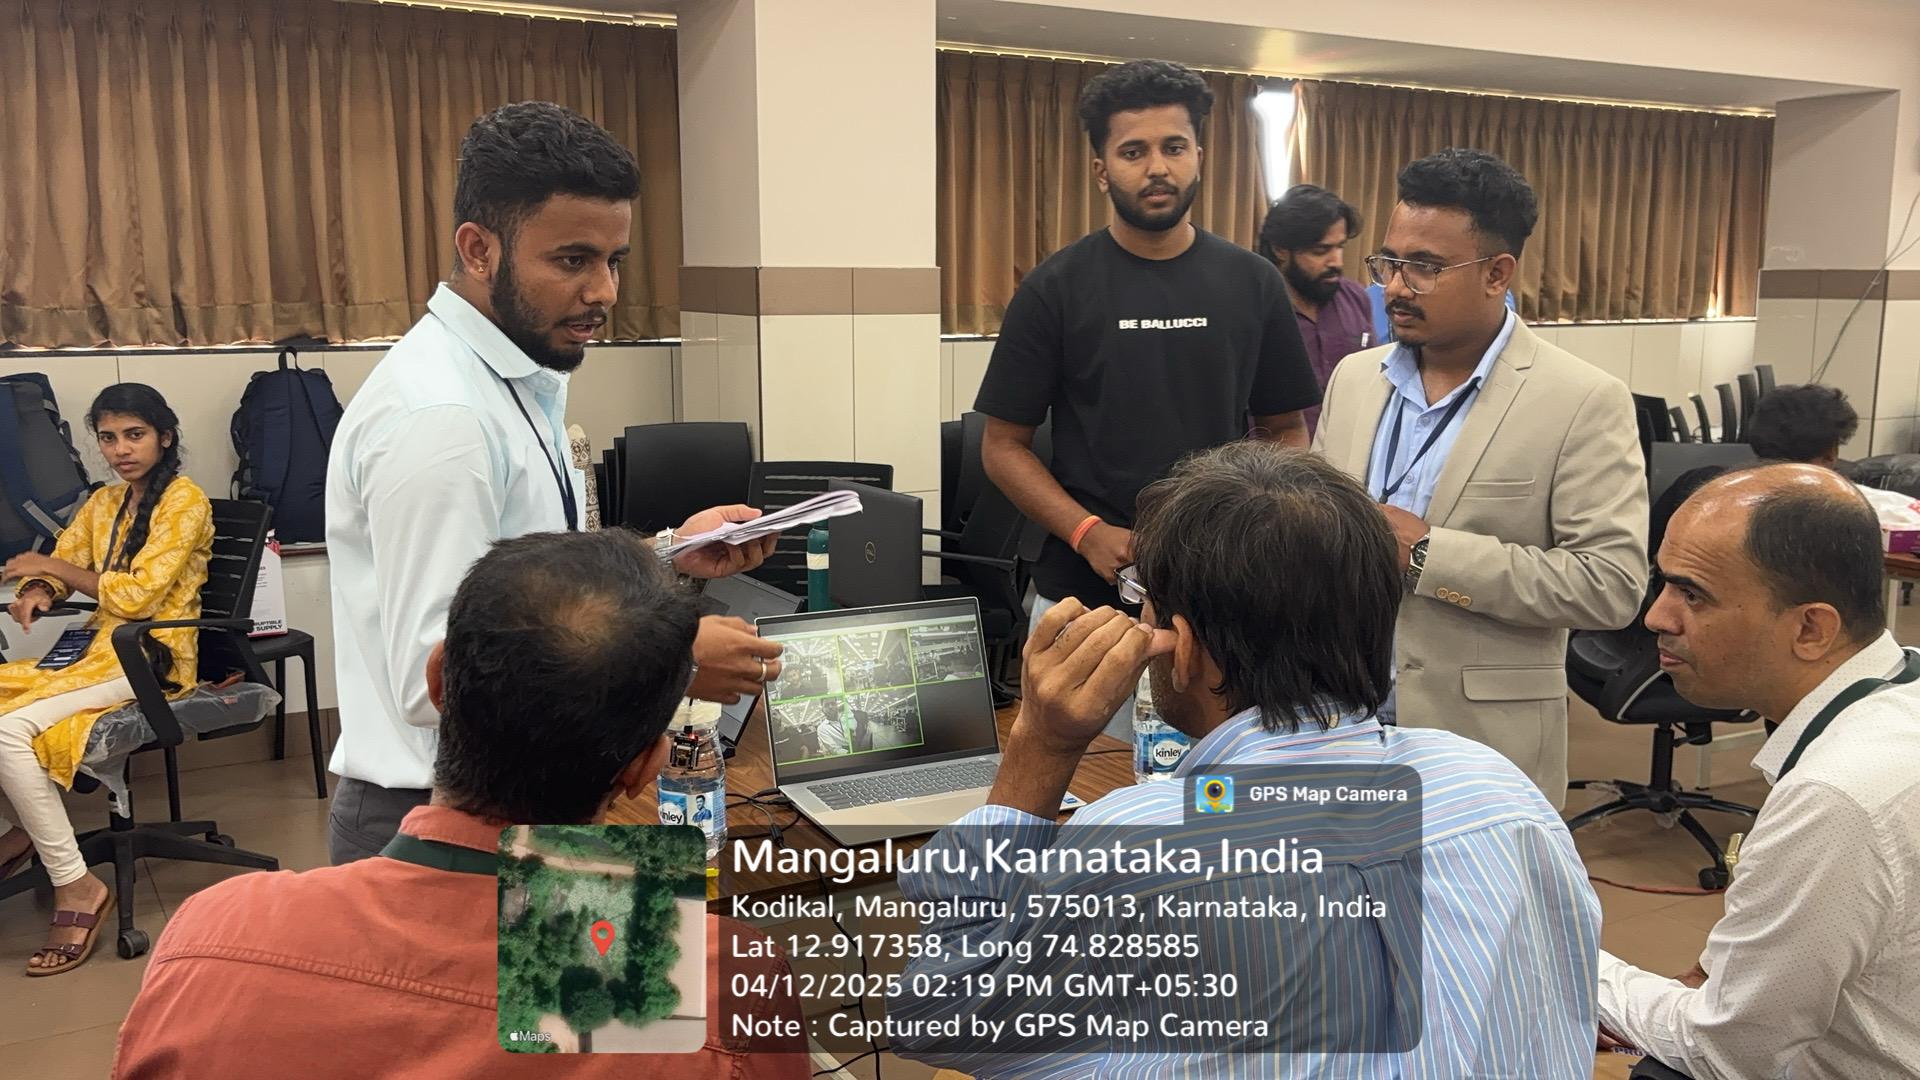 BE BALLUCCI
RUPTIBLE
SUPPLY
DELL
kinley
kinley
GPS Map Camera
Mangaluru,Karnataka,India
Kodikal, Mangaluru, 575013, Karnataka, India
Lat 12.917358, Long 74.828585
04/12/2025 02:19 PM GMT+05:30
Note : Captured by GPS Map Camera
Maps